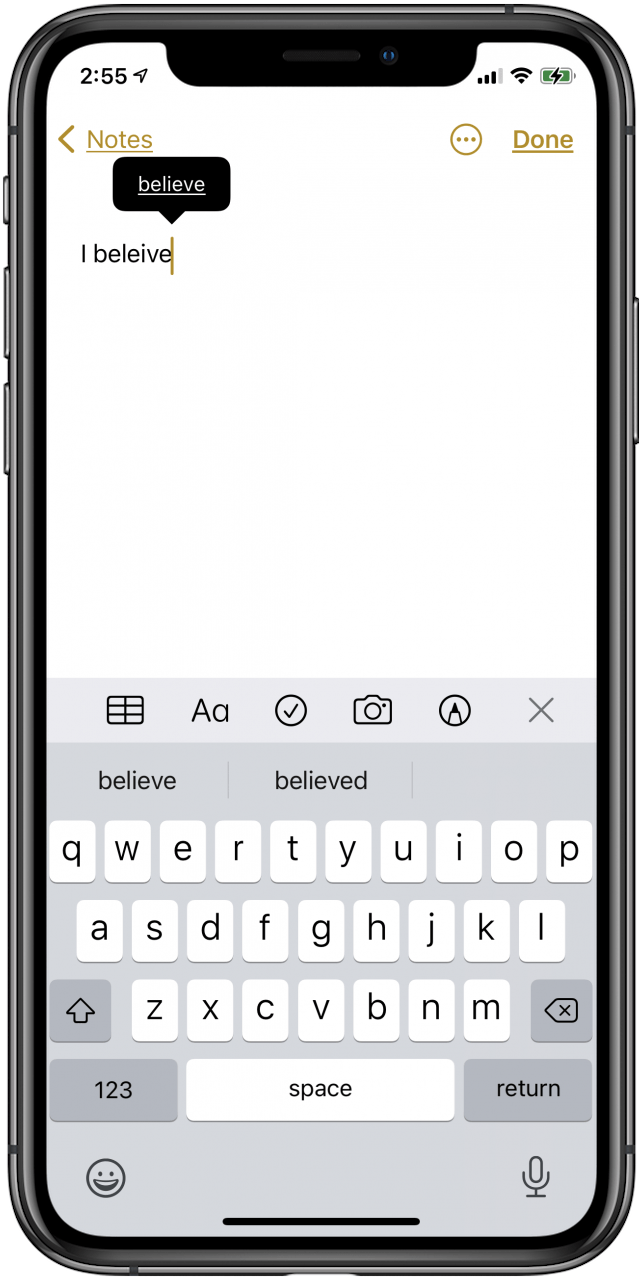 2:55
Notes
Done
believe
I beleive
Aa
believe
believed
q w e r t y u i o p
a s d f g h j k l
z x c v b n m
123
space
return